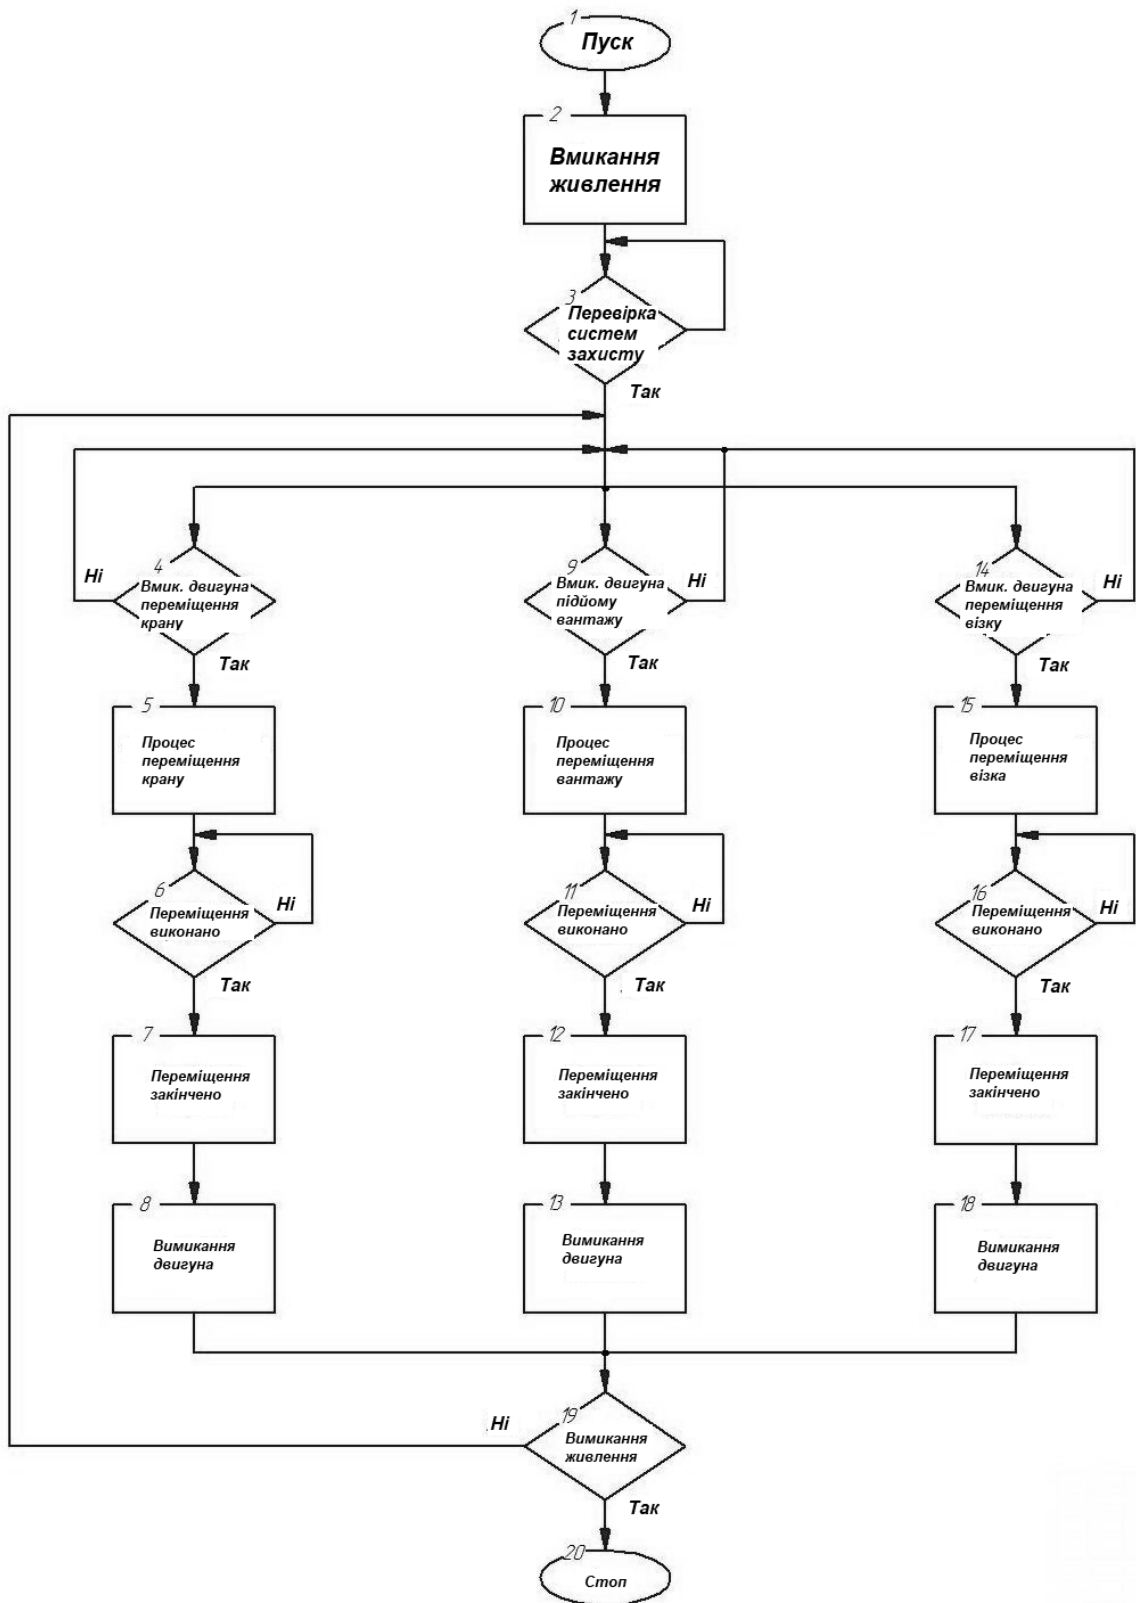 1
Пуск
2
Вмикання
живлення
3
Перевірка
систем
захисту
Так
4
Вмик. двигуна
переміщення
крану
Ні
Так
5
Процес
переміщення
крану
6
Переміщення
виконано
Ні
Так
7
Переміщення
закінчено
8
Вимикання
двигуна
9
Вмик. двигуна
підйому
вантажу
Ні
Так
10
Процес
переміщення
вантажу
11
Переміщення
виконано
Ні
Так
12
Переміщення
закінчено
13
Вимикання
двигуна
14
Вмик. двигуна
переміщення
візку
Ні
Так
15
Процес
переміщення
візка
16
Переміщення
виконано
Ні
Так
17
Переміщення
закінчено
18
Вимикання
двигуна
19
Вимикання
живлення
Ні
Так
20
Стоп